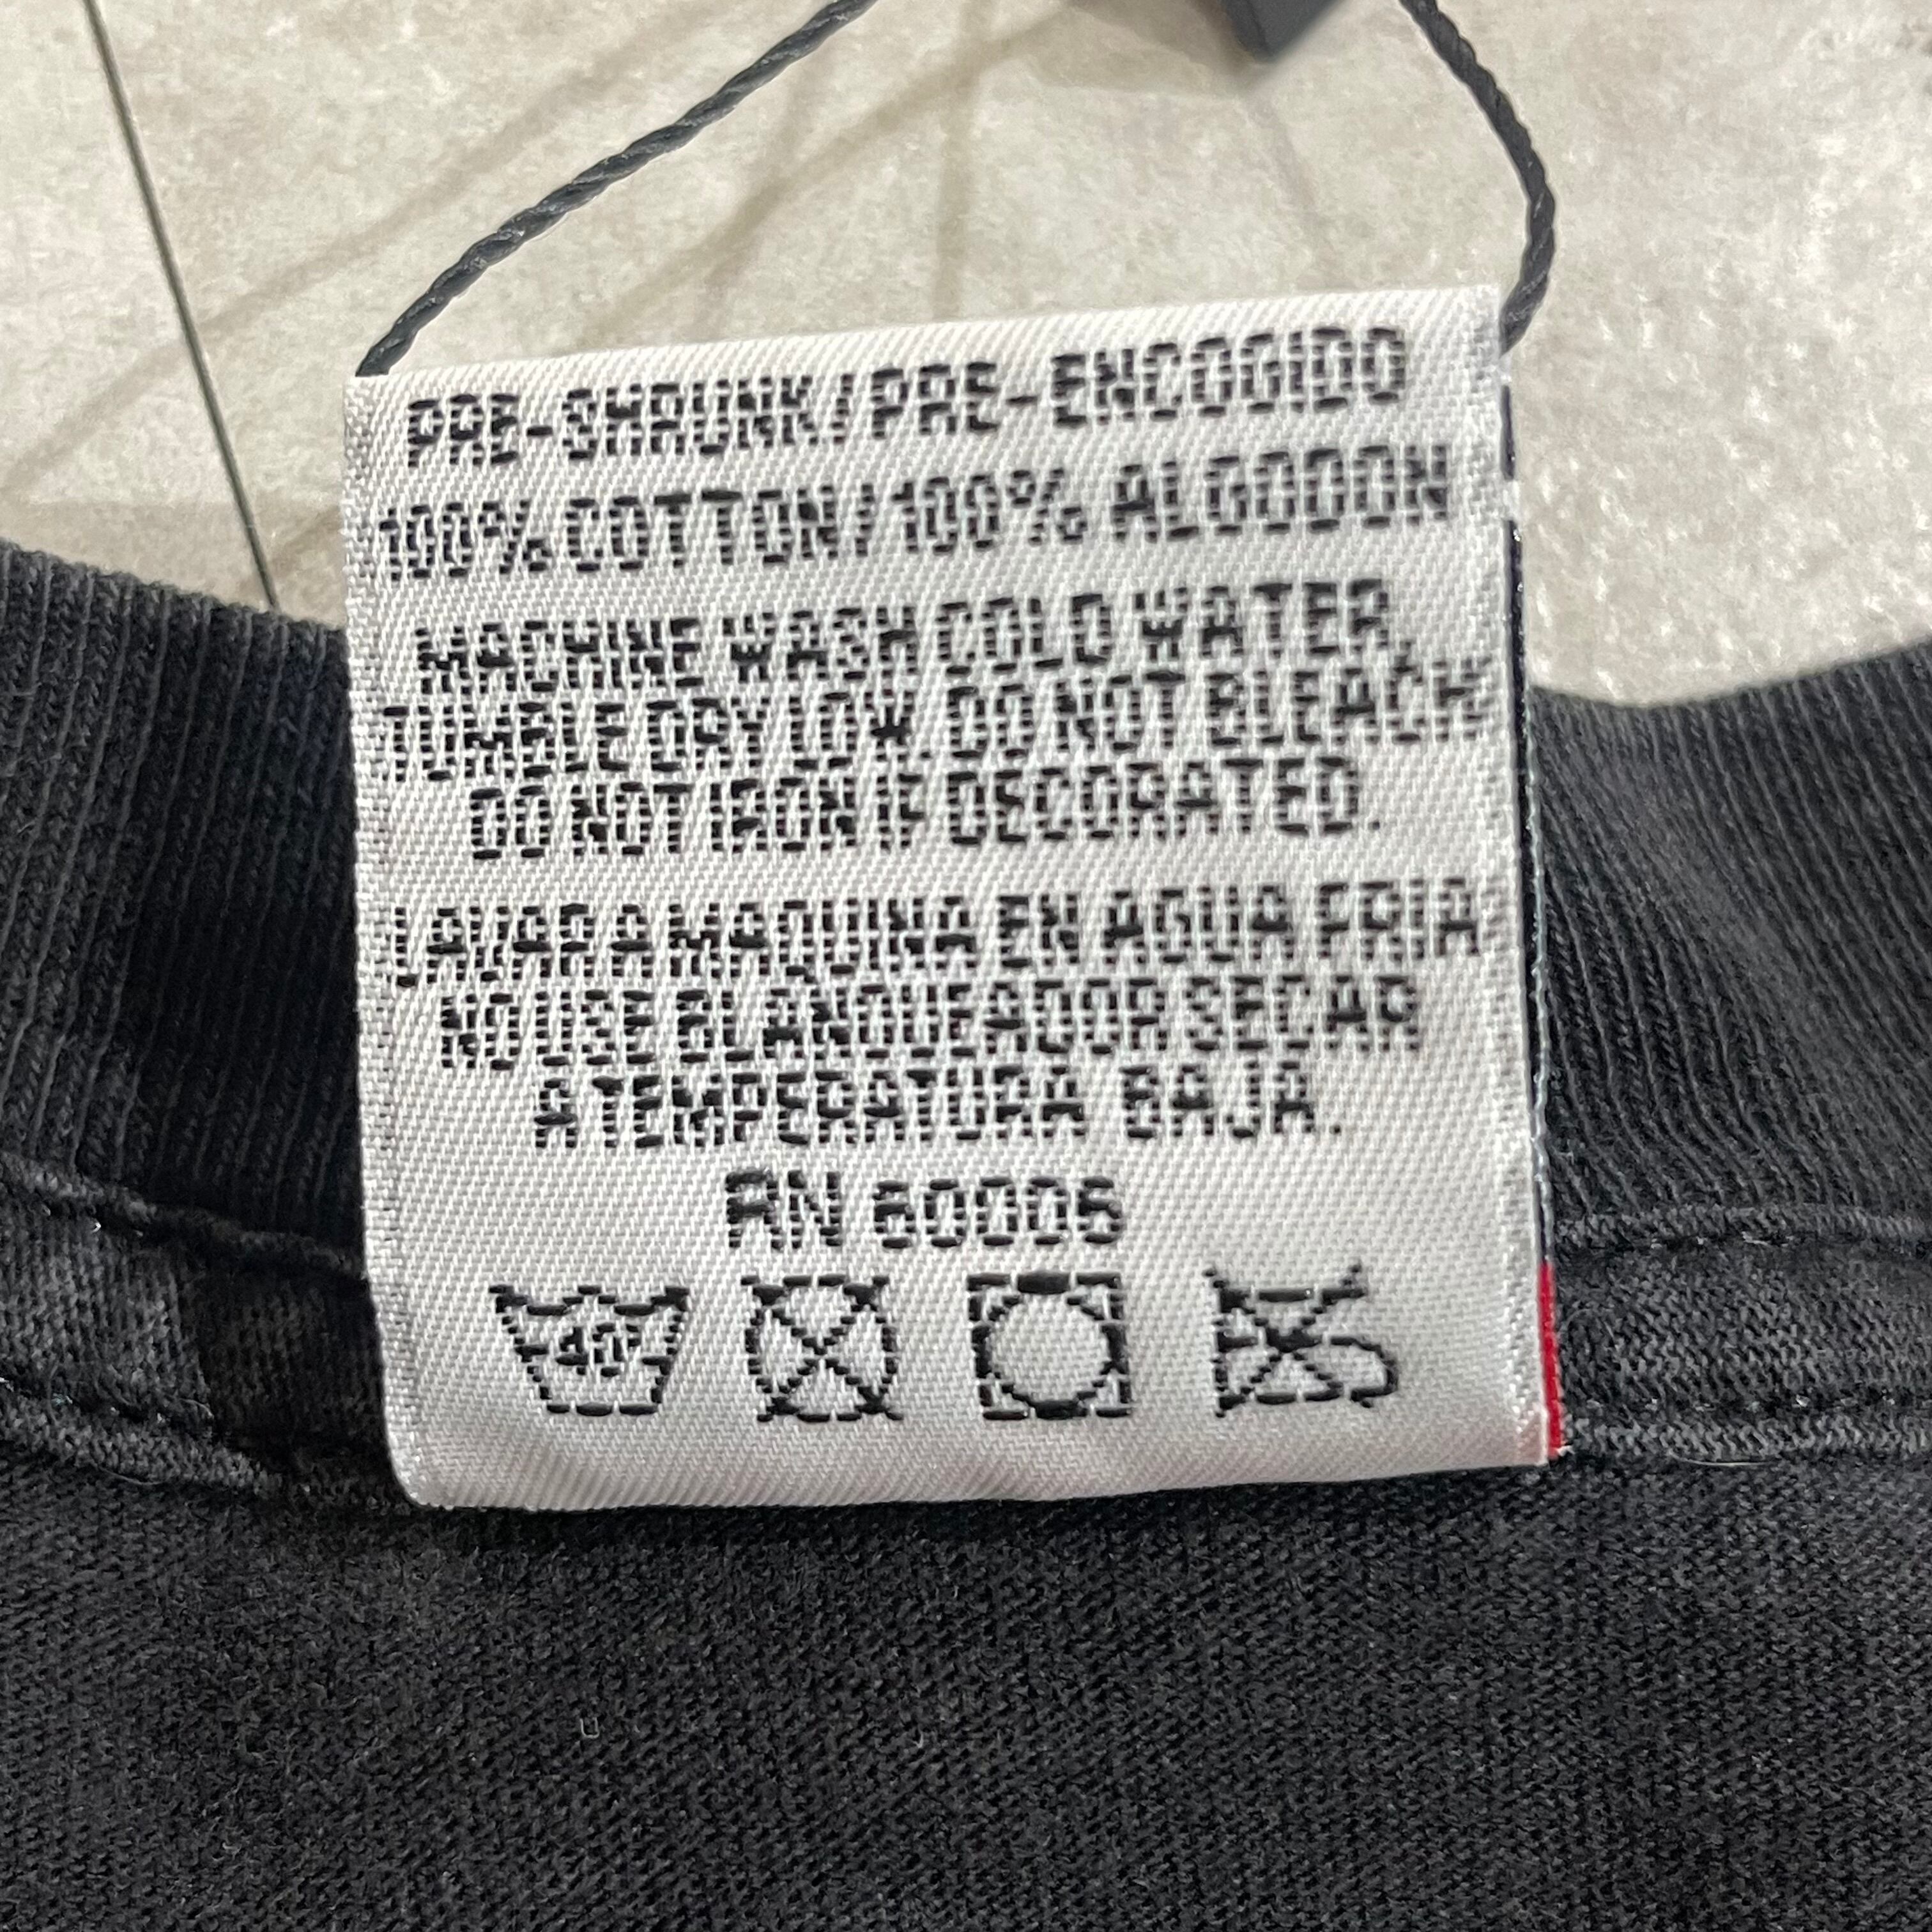 PRE-SHRUNK/PRE-ENCOGIDO
100% COTTON/100% ALGODON
MACHINE WASH COLD WATER,
TUMBLE DRY LOW. DO NOT BLEACH
DO NOT IRON IF DECORATED.
LAVAR A MAQUINA EN AGUA FRIA
NO USE BLANQUEADOR SECAR
A TEMPERATURA BAJA.
RN 60006
40°